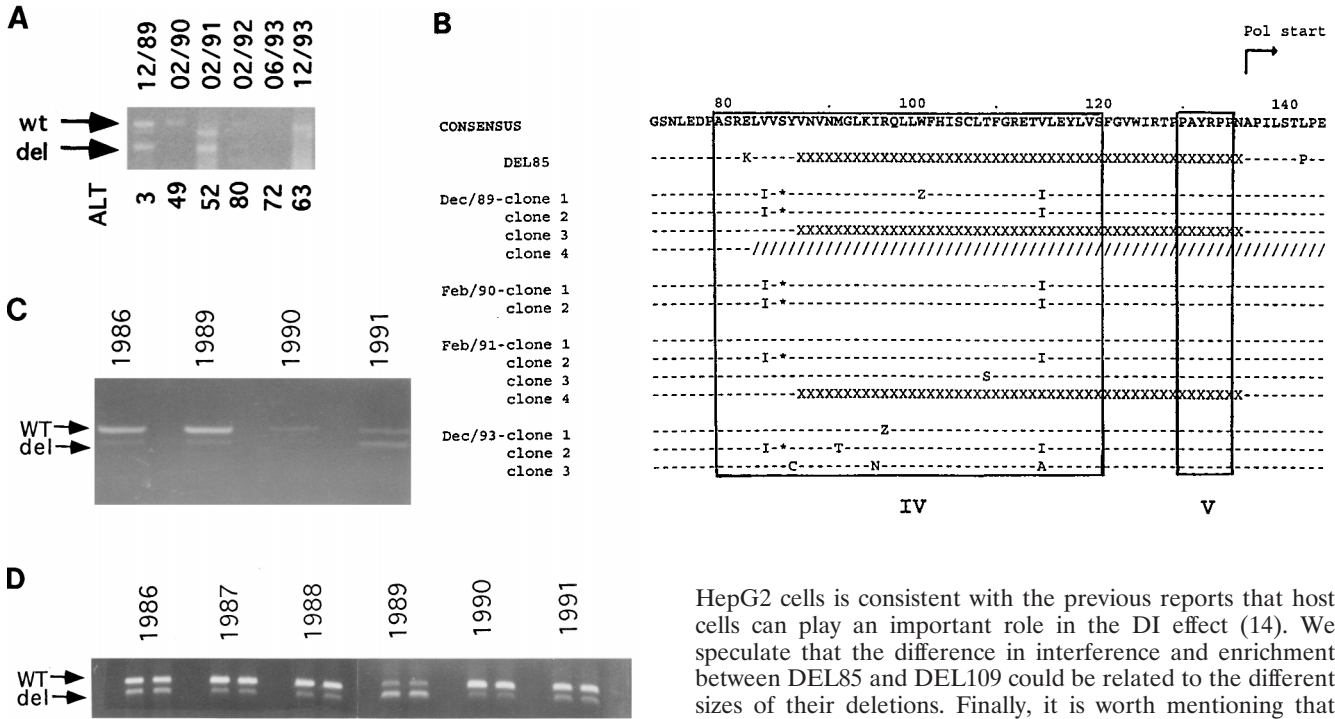 A
12/89 02/90 02/91 02/92 06/93 12/93
wt
del
ALT 3 49 52 80 72 63
B
Pol start
80 100 120 140
CONSENSUS GSNLEDPASRELVVSYVNVNMGLKIRQLLWFHISCLTFGRETVLEYLVSFGVWIRTPPAYRPPNAPILSTLPE
DEL85 ----------K-----XXXXXXXXXXXXXXXXXXXXXXXXXXXXXXXXXXXXXXXXXXXXXXXX------P--
Dec/89-clone 1 ------------I-*--------------Z------------I------------------------------
clone 2 ------------I-*---------------------------I------------------------------
clone 3 ----------------XXXXXXXXXXXXXXXXXXXXXXXXXXXXXXXXXXXXXXXXXXXXXXXX---------
clone 4 -----------//////////////////////////////////////////////////////////////
Feb/90-clone 1 ------------I-*---------------------------I------------------------------
clone 2 ------------I-*---------------------------I------------------------------
Feb/91-clone 1 -------------------------------------------------------------------------
clone 2 ------------I-*---------------------------I------------------------------
clone 3 ------------------------------------S------------------------------------
clone 4 ----------------XXXXXXXXXXXXXXXXXXXXXXXXXXXXXXXXXXXXXXXXXXXXXXXX---------
Dec/93-clone 1 -------------------------Z-----------------------------------------------
clone 2 ------------I-*-----T---------------------I------------------------------
clone 3 ---------------C--------N-----------------A------------------------------
IV V
C
1986 1989 1990 1991
WT
del
D
1986 1987 1988 1989 1990 1991
WT
del
HepG2 cells is consistent with the previous reports that host
cells can play an important role in the DI effect (14). We
speculate that the difference in interference and enrichment
between DEL85 and DEL109 could be related to the different
sizes of their deletions. Finally, it is worth mentioning that